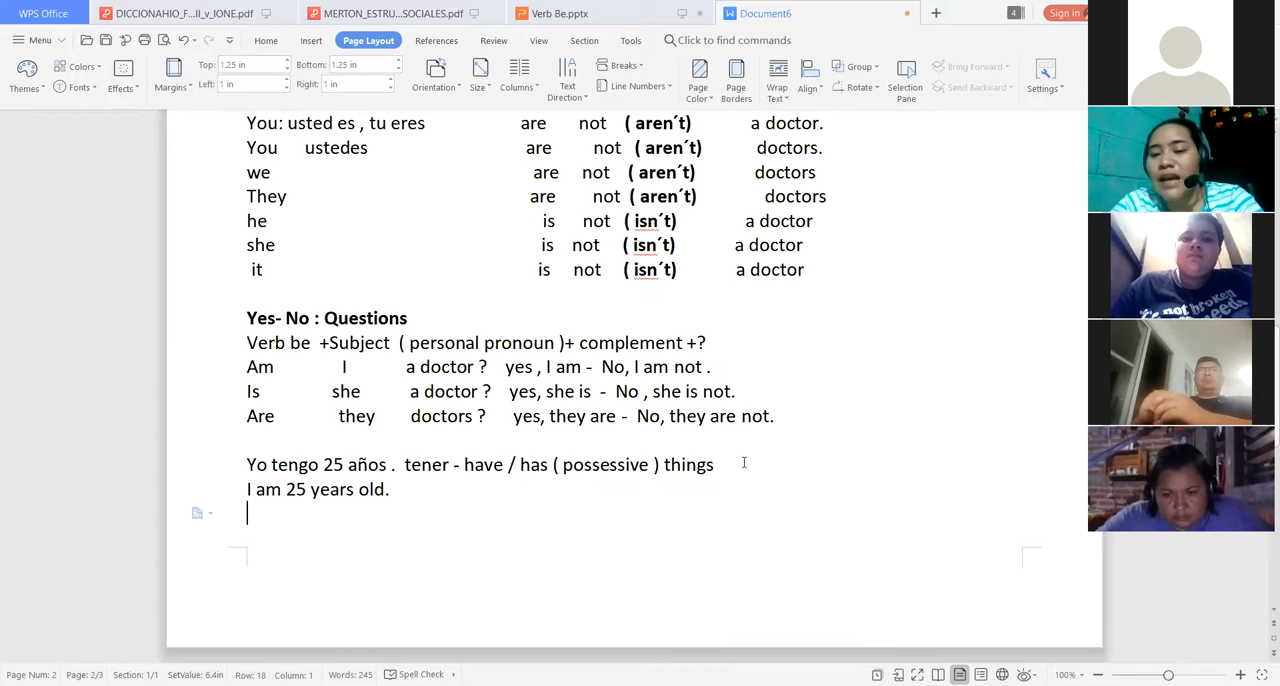 WPS Office DICCIONAHIO_F...II_v_IONE.pdf MERTON_ESTRU...SOCIALES.pdf Verb Be.pptx Document6 + 4 Sign in
Menu Home Insert Page Layout References Review View Section Tools Click to find commands
Colors Top: 1.25 in Bottom: 1.25 in Breaks Group Bring Forward
Themes Fonts Effects Margins Left: 1 in Right: 1 in Orientation Size Columns Text Direction Line Numbers Page Color Page Borders Wrap Text Align Rotate Selection Pane Send Backward Settings
You: usted es , tu eres are not ( aren´t) a doctor.
You ustedes are not ( aren´t) doctors.
we are not ( aren´t) doctors
They are not ( aren´t) doctors
he is not ( isn´t) a doctor
she is not ( isn´t) a doctor
it is not ( isn´t) a doctor
Yes- No : Questions
Verb be +Subject ( personal pronoun )+ complement +?
Am I a doctor ? yes , I am - No, I am not .
Is she a doctor ? yes, she is - No , she is not.
Are they doctors ? yes, they are - No, they are not.
Yo tengo 25 años . tener - have / has ( possessive ) things
I am 25 years old.
Page Num: 2 Page: 2/3 Section: 1/1 SetValue: 6.4in Row: 18 Column: 1 Words: 245 Spell Check 100%